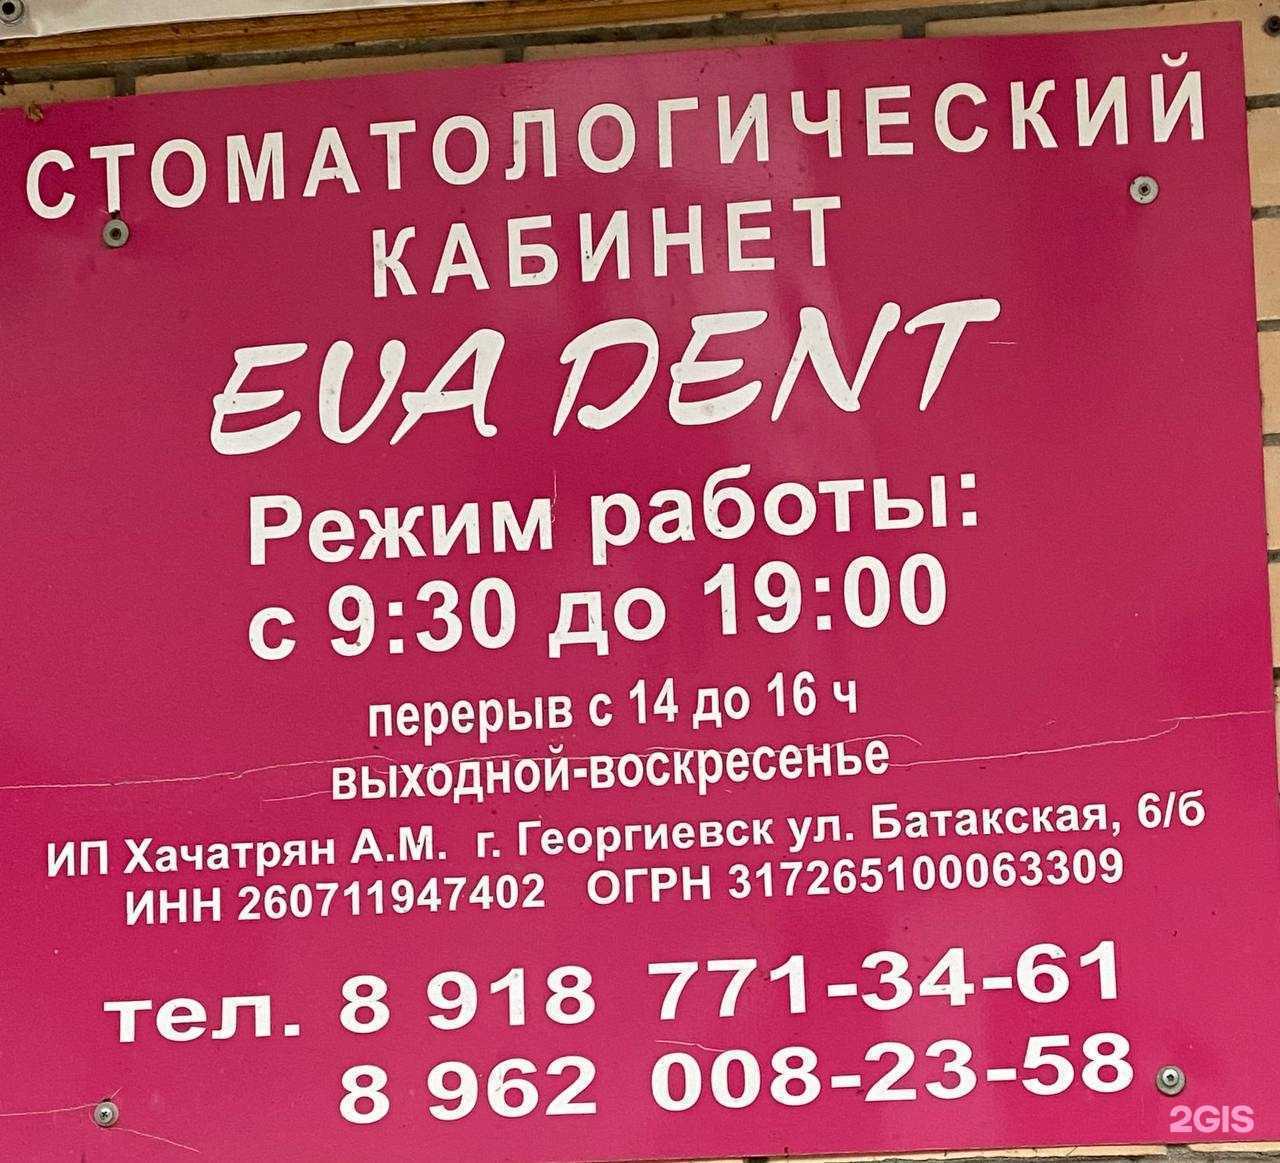 СТОМАТОЛОГИЧЕСКИЙ
КАБИНЕТ
EVA DENT
Режим работы:
с 9:30 до 19:00
перерыв с 14 до 16 ч
выходной-воскресенье
ИП Хачатрян А.М. г. Георгиевск ул. Батакская, 6/б
ИНН 260711947402 ОГРН 317265100063309
тел. 8 918 771-34-61
8 962 008-23-58
2GIS